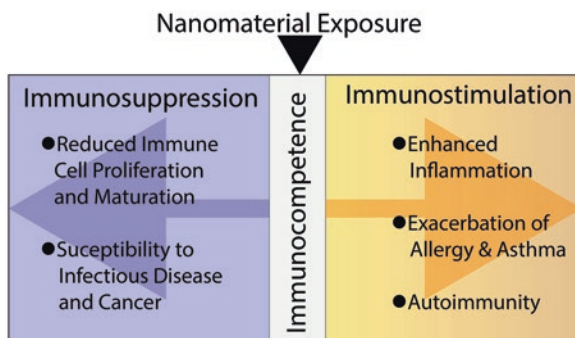 Nanomaterial Exposure
Immunosuppression
●Reduced Immune
Cell Proliferation
and Maturation
●Suceptibility to
Infectious Disease
and Cancer
Immunocompetence
Immunostimulation
●Enhanced
Inflammation
●Exacerbation of
Allergy & Asthma
●Autoimmunity